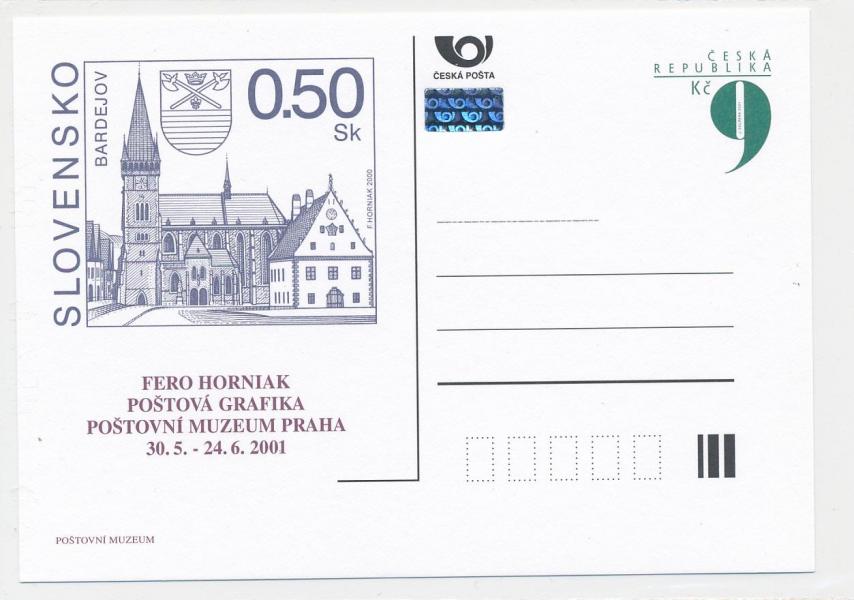 SLOVENSKO
BARDEJOV
0.50
Sk
F. HORNIAK 2000
FERO HORNIAK
POŠTOVÁ GRAFIKA
POŠTOVNÍ MUZEUM PRAHA
30. 5. - 24. 6. 2001
POŠTOVNÍ MUZEUM
ČESKÁ POŠTA
ČESKÁ
REPUBLIKA
Kč
9